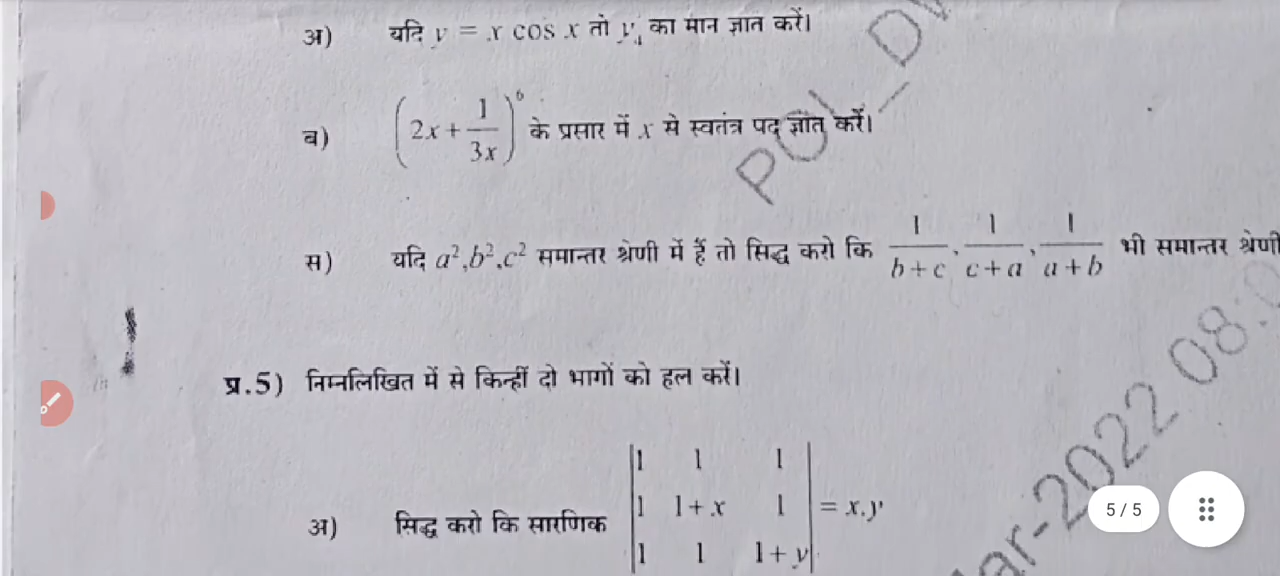 अ) यदि y = x cos x तो y₄ का मान ज्ञात करें।
ब) (2x + 1/3x)⁶ के प्रसार में x से स्वतंत्र पद ज्ञात करें।
स) यदि a²,b²,c² समान्तर श्रेणी में हैं तो सिद्ध करो कि 1/b+c, 1/c+a, 1/a+b भी समान्तर श्रेणी
प्र.5) निम्नलिखित में से किन्हीं दो भागों को हल करें।
अ) सिद्ध करो कि सारणिक |1 1 1
1 1+x 1
1 1 1+y| = x.y
5/5